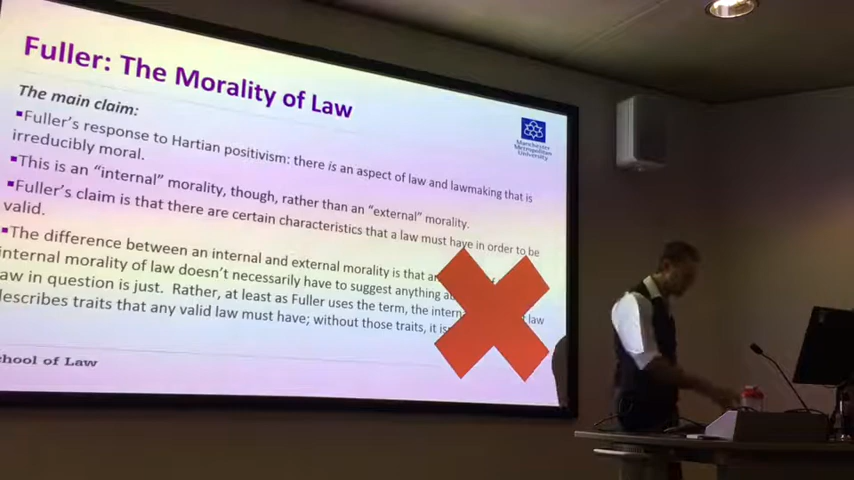 Fuller: The Morality of Law
The main claim:
▪Fuller's response to Hartian positivism: there is an aspect of law and lawmaking that is
irreducibly moral.
▪This is an "internal" morality, though, rather than an "external" morality.
▪Fuller's claim is that there are certain characteristics that a law must have in order to be
valid.
▪The difference between an internal and external morality is that an
internal morality of law doesn't necessarily have to suggest anything
law in question is just. Rather, at least as Fuller uses the term, the intern law
describes traits that any valid law must have; without those traits, it is
School of Law
Manchester
Metropolitan
University